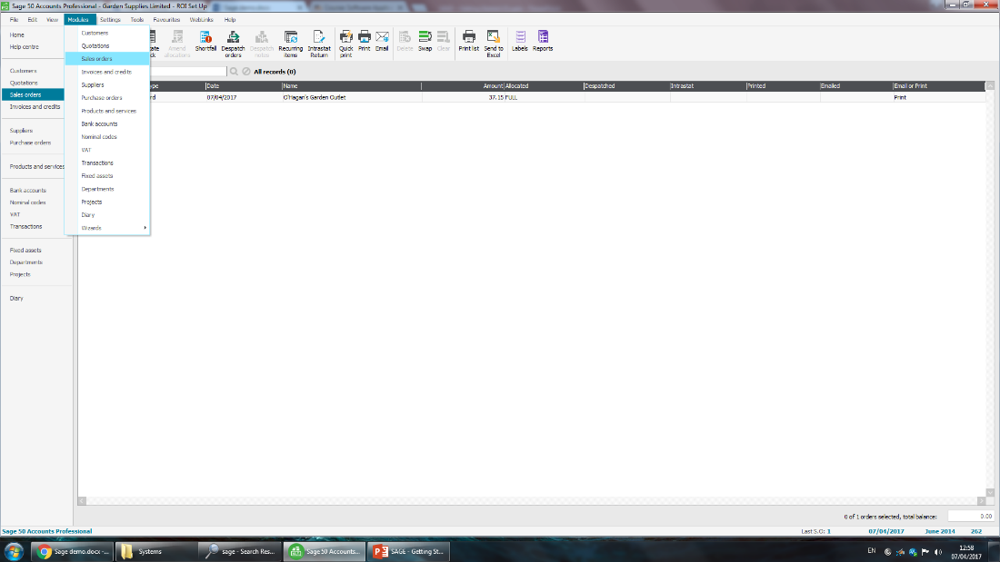 Sage 50 Accounts Professional - Garden Supplies Limited - ROI Set Up
File Edit View Modules Settings Tools Favourites WebLinks Help
Home
Help centre
Customers
Quotations
Sales orders
Invoices and credits
Suppliers
Purchase orders
Products and services
Bank accounts
Nominal codes
VAT
Transactions
Fixed assets
Departments
Projects
Diary
Customers
Quotations
Sales orders
Invoices and credits
Suppliers
Purchase orders
Products and services
Bank accounts
Nominal codes
VAT
Transactions
Fixed assets
Departments
Projects
Diary
Wizards
Amend allocations Shortfall Despatch orders Despatch notes Recurring items Intrastat Return Quick print Print Email Delete Swap Clear Print list Send to Excel Labels Reports
All records (0)
Date Name Amount Allocated Despatched Intrastat Printed Emailed Email or Print
07/04/2017 O'Hagan's Garden Outlet 37.15 FULL Print
0 of 1 orders selected, total balance: 0.00
Sage 50 Accounts Professional Last S.O: 1 07/04/2017 June 2014 262
Sage demo.docx -... Systems sage - Search Res... Sage 50 Accounts... SAGE - Getting St... EN 12:58
07/04/2017